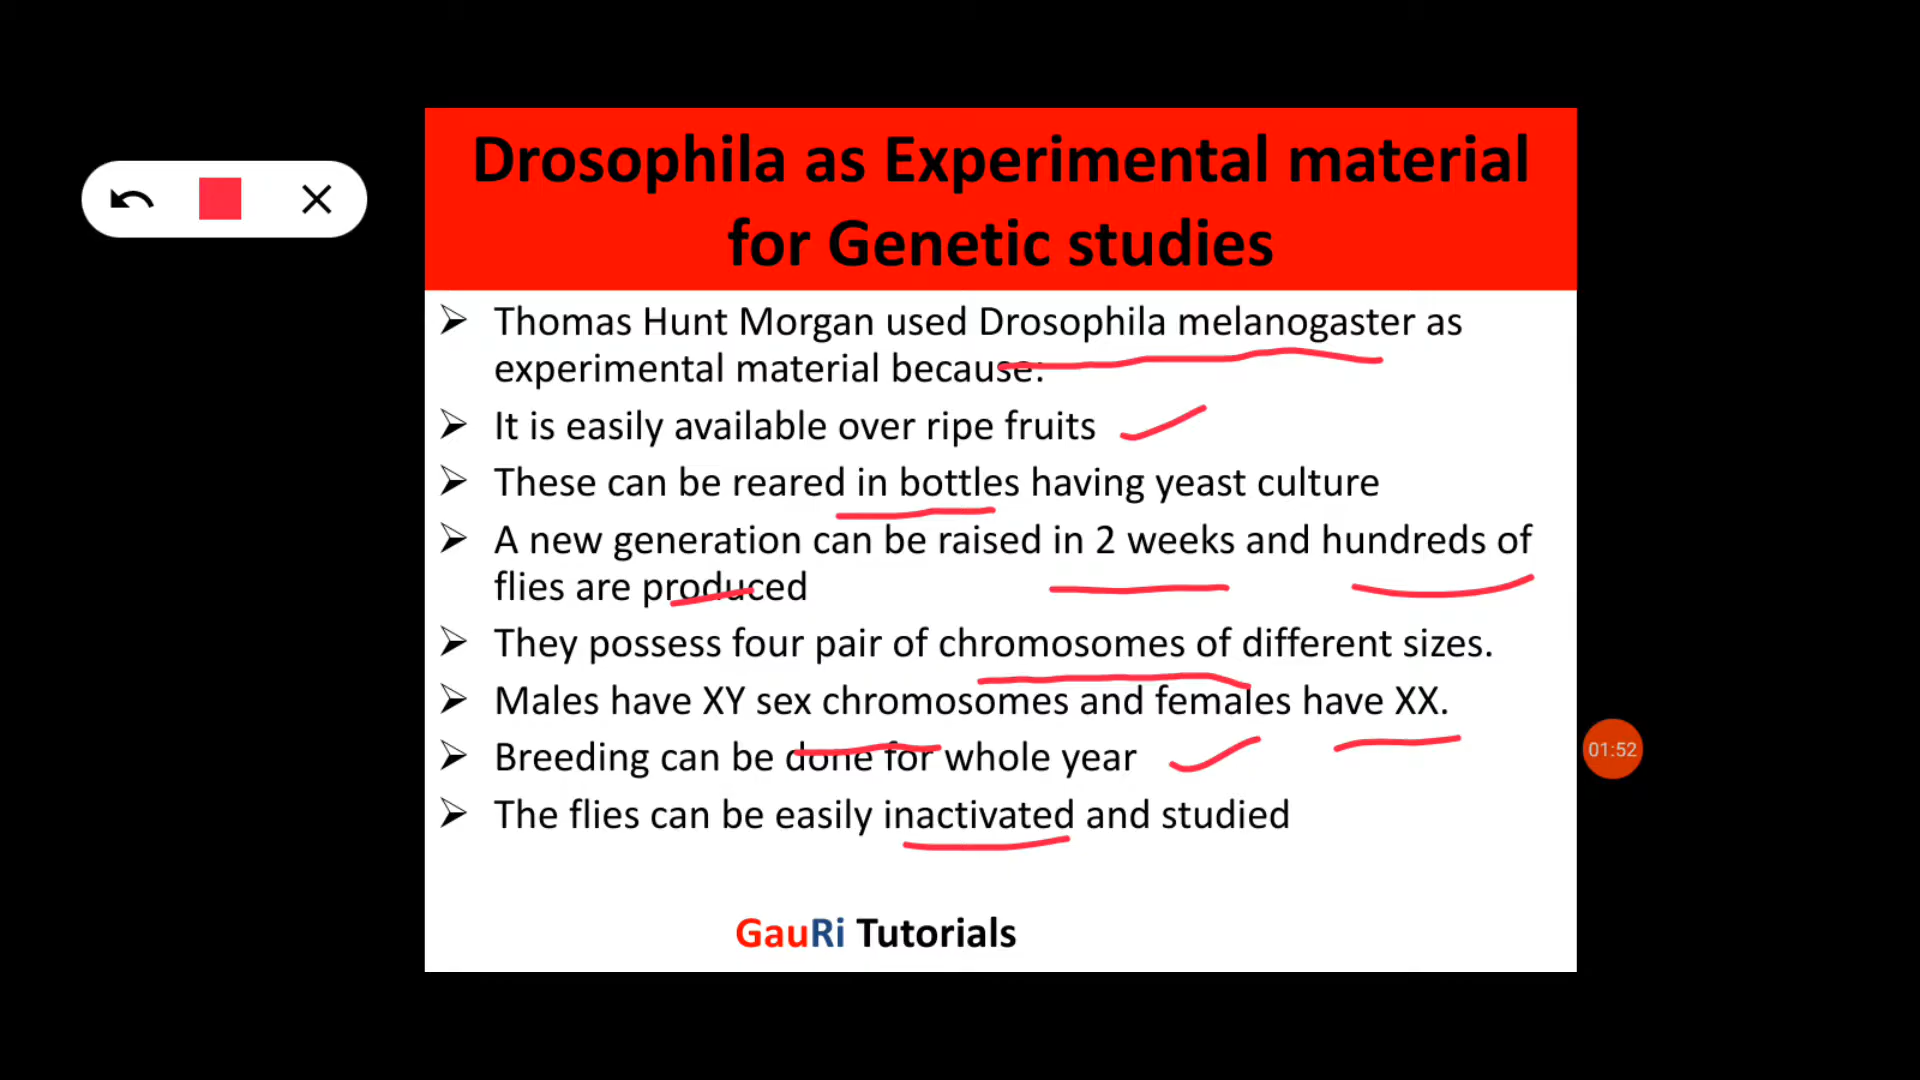 Drosophila as Experimental material
for Genetic studies
Thomas Hunt Morgan used Drosophila melanogaster as
experimental material because:
It is easily available over ripe fruits
These can be reared in bottles having yeast culture
A new generation can be raised in 2 weeks and hundreds of
flies are produced
They possess four pair of chromosomes of different sizes.
Males have XY sex chromosomes and females have XX.
Breeding can be done for whole year
01:52
The flies can be easily inactivated and studied
GauRi Tutorials